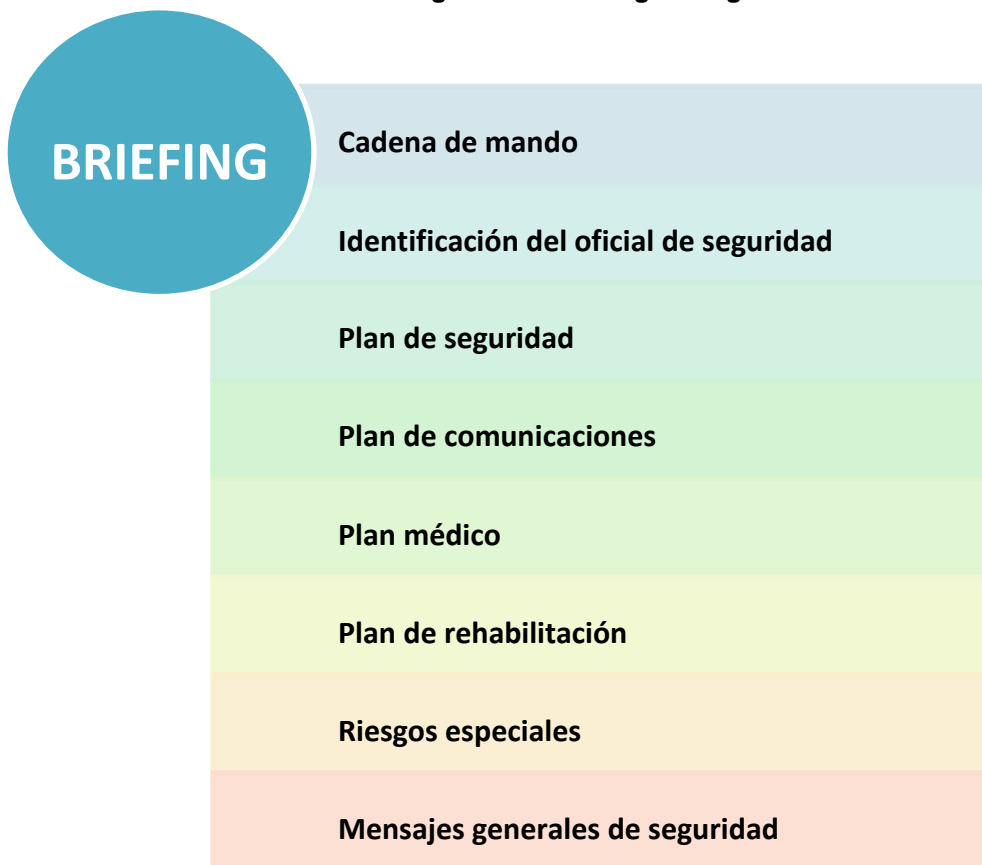 BRIEFING
Cadena de mando
Identificación del oficial de seguridad
Plan de seguridad
Plan de comunicaciones
Plan médico
Plan de rehabilitación
Riesgos especiales
Mensajes generales de seguridad